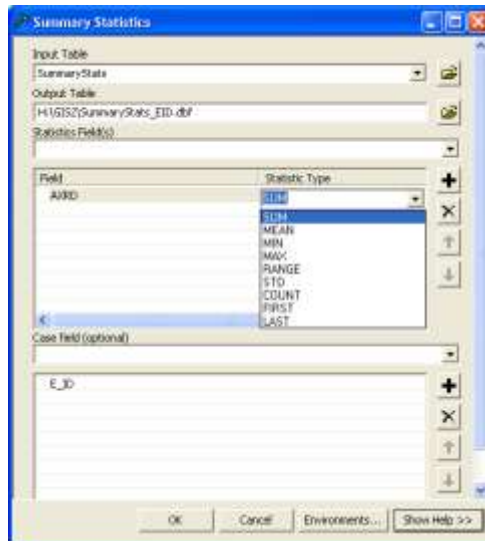 Summary Statistics
Input Table
SummaryStats
Output Table
H:\GIS2\SummaryStats_EID.dbf
Statistics Field(s)
Field Statistic Type
AXRD SUM
SUM
MEAN
MIN
MAX
RANGE
STD
COUNT
FIRST
LAST
Case field (optional)
E_ID
OK Cancel Environments... Show Help >>